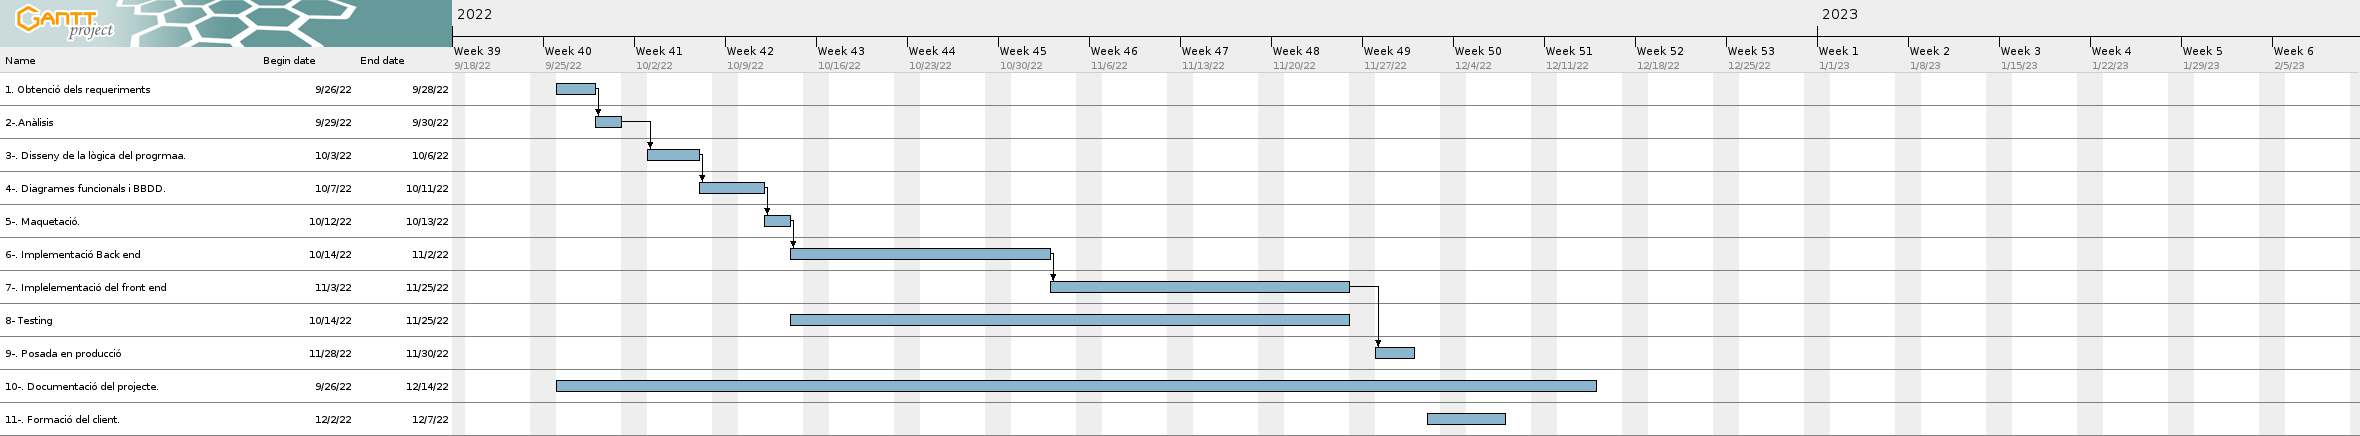 GANTT
project
2022
2023
Week 39 Week 40 Week 41 Week 42 Week 43 Week 44 Week 45 Week 46 Week 47 Week 48 Week 49 Week 50 Week 51 Week 52 Week 53 Week 1 Week 2 Week 3 Week 4 Week 5 Week 6
Name Begin date End date
9/18/22 9/25/22 10/2/22 10/9/22 10/16/22 10/23/22 10/30/22 11/6/22 11/13/22 11/20/22 11/27/22 12/4/22 12/11/22 12/18/22 12/25/22 1/1/23 1/8/23 1/15/23 1/22/23 1/29/23 2/5/23
1. Obtenció dels requeriments 9/26/22 9/28/22
2-.Anàlisis 9/29/22 9/30/22
3-. Disseny de la lògica del progrmaa. 10/3/22 10/6/22
4-. Diagrames funcionals i BBDD. 10/7/22 10/11/22
5-. Maquetació. 10/12/22 10/13/22
6-. Implementació Back end 10/14/22 11/2/22
7-. Implelementació del front end 11/3/22 11/25/22
8- Testing 10/14/22 11/25/22
9-. Posada en producció 11/28/22 11/30/22
10-. Documentació del projecte. 9/26/22 12/14/22
11-. Formació del client. 12/2/22 12/7/22